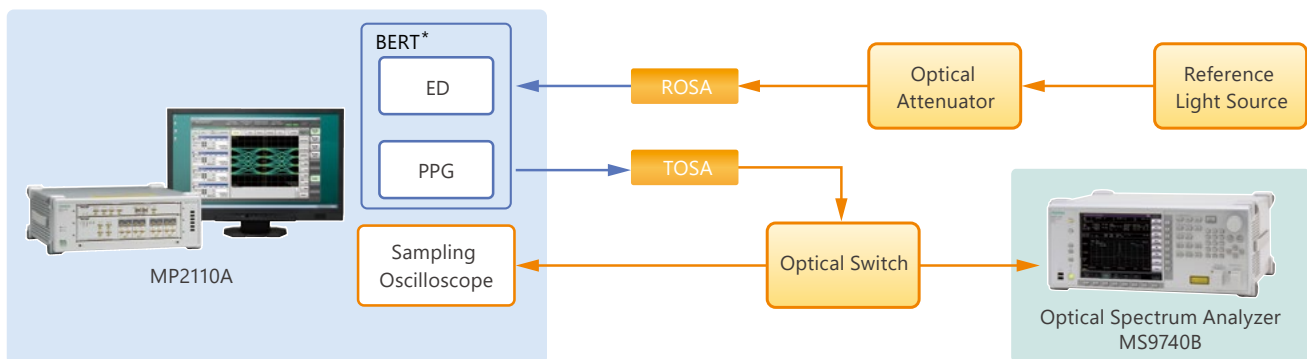 BERT*
ED
ROSA
Optical
Attenuator
Reference
Light Source
PPG
TOSA
MP2110A
Sampling
Oscilloscope
Optical Switch
Optical Spectrum Analyzer
MS9740B